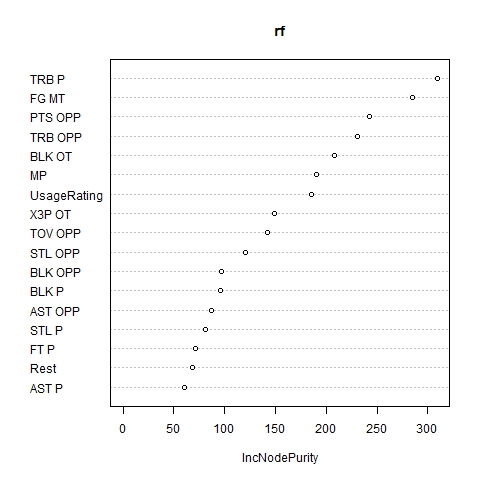 rf
TRB P
FG MT
PTS OPP
TRB OPP
BLK OT
MP
UsageRating
X3P OT
TOV OPP
STL OPP
BLK OPP
BLK P
AST OPP
STL P
FT P
Rest
AST P
0 50 100 150 200 250 300
IncNodePurity